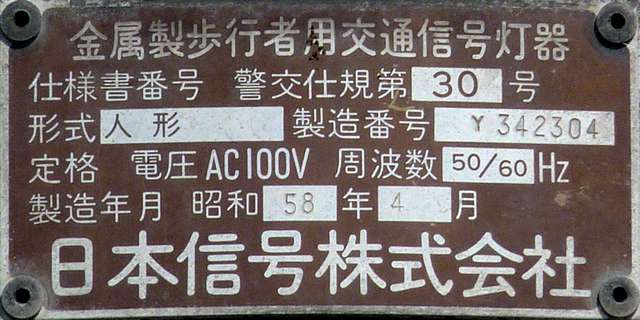 金属製歩行者用交通信号灯器
仕様書番号 警交仕規第 30 号
形式 人形 製造番号 Y 342304
定格 電圧 AC100V 周波数 50/60 Hz
製造年月 昭和 58 年 4 月
日本信号株式会社